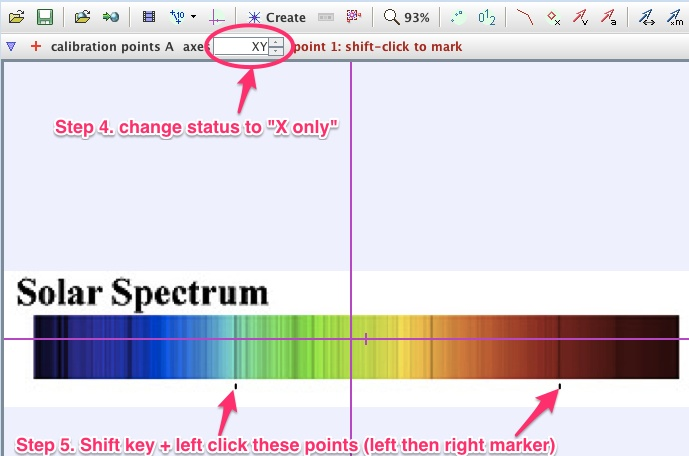 Create 93%
calibration points A axes XY point 1: shift-click to mark
Step 4. change status to "X only"
Solar Spectrum
Step 5. Shift key + left click these points (left then right marker)